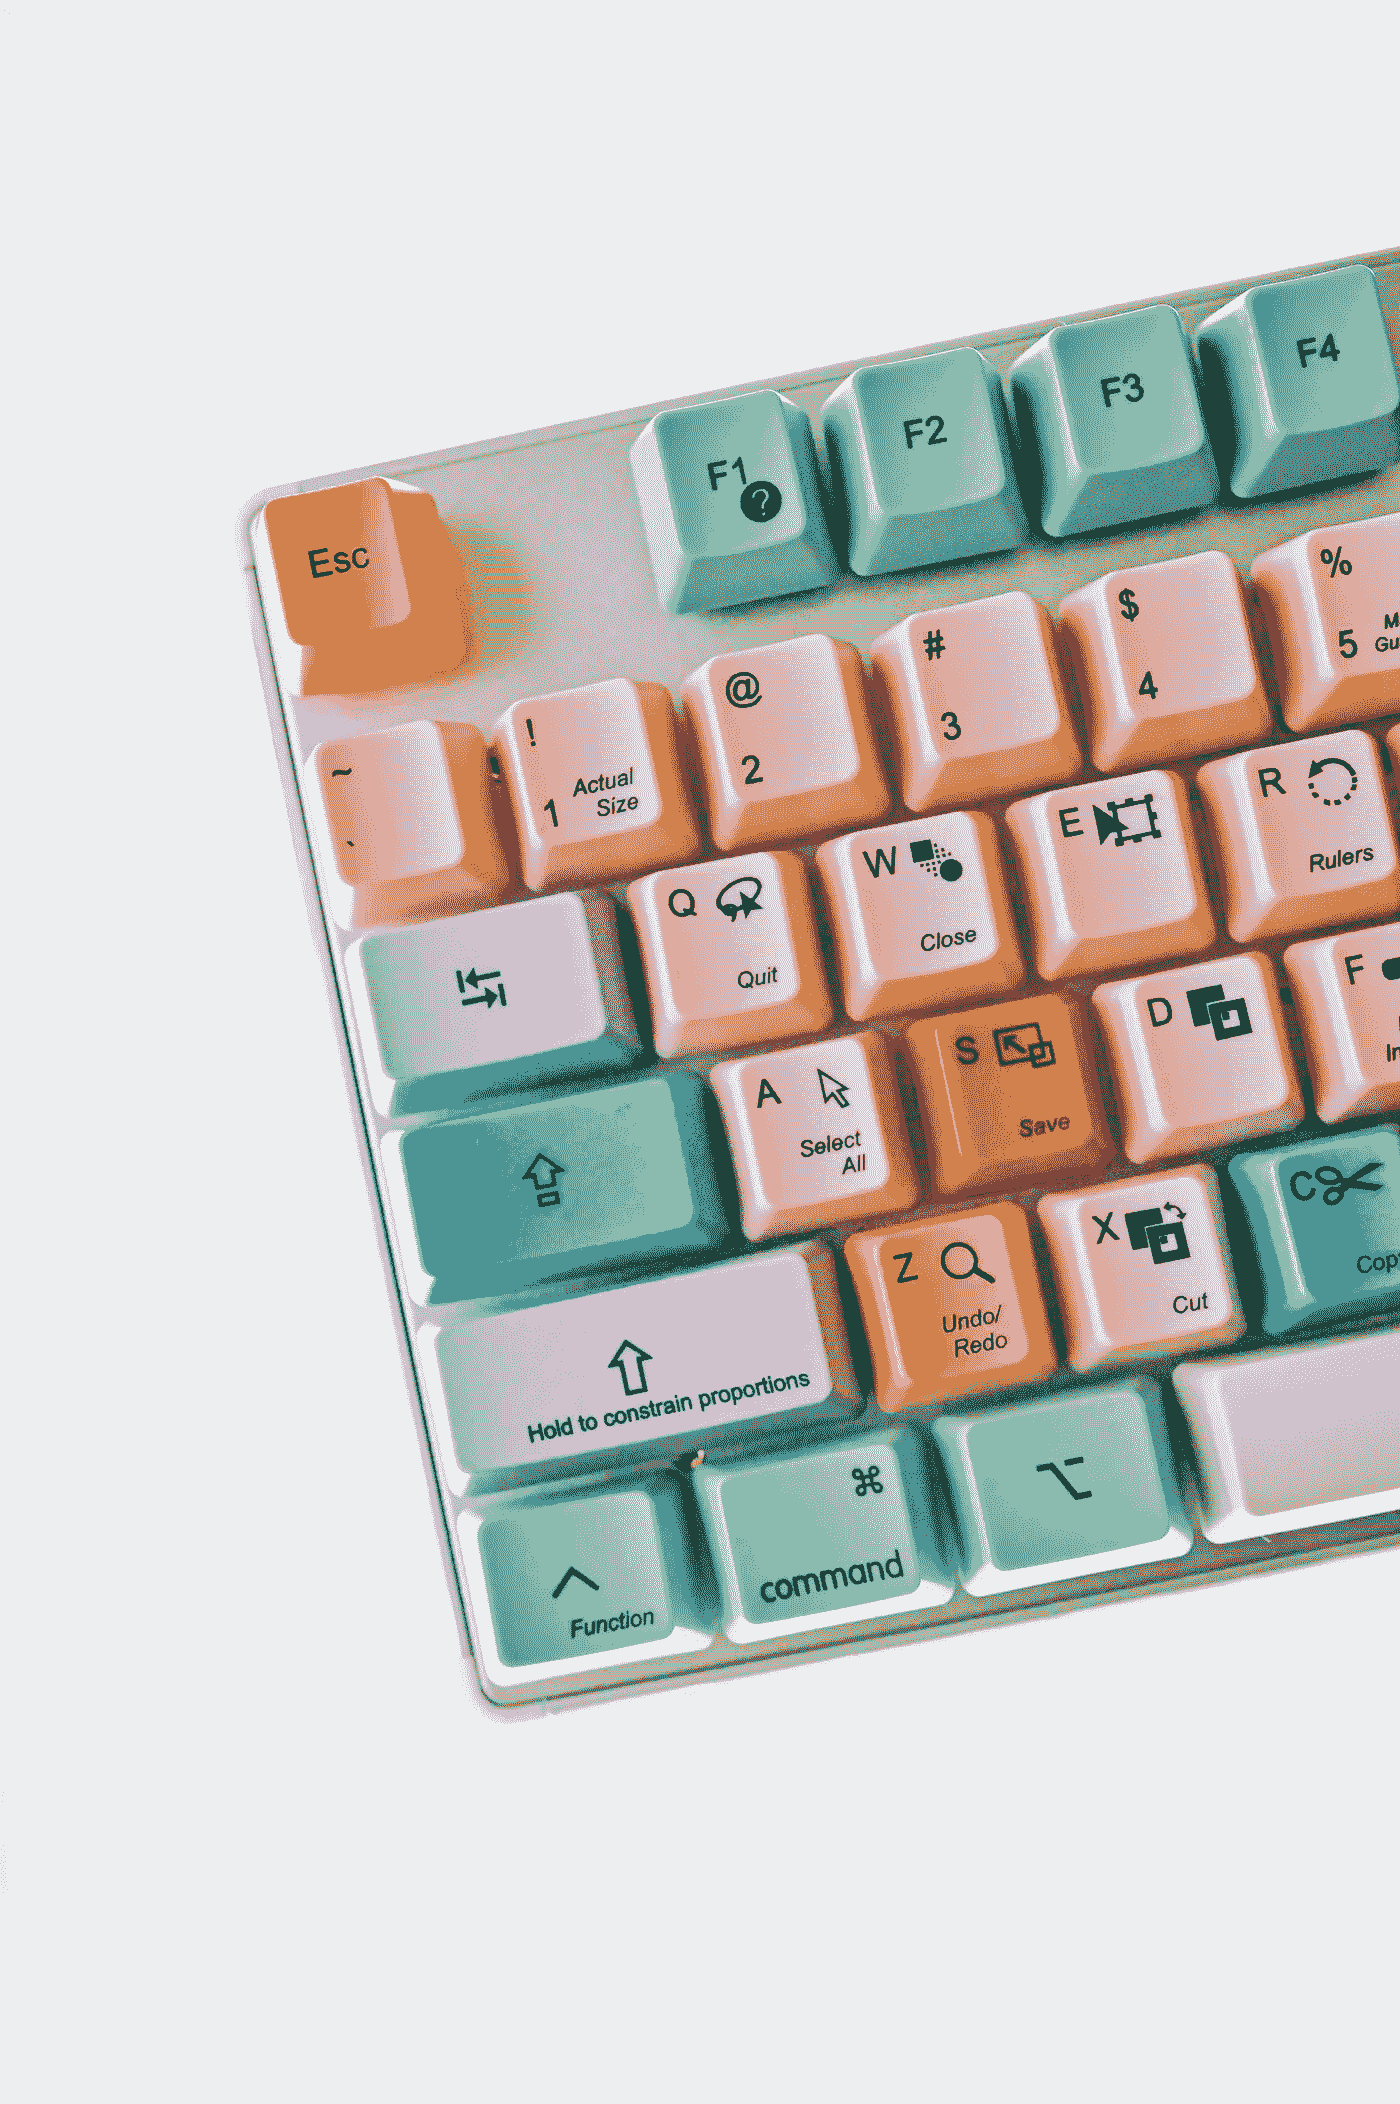 Esc
F1
?
F2
F3
F4
~
`
!
1
Actual
Size
@
2
#
3
$
4
%
5
Q
Quit
W
Close
E
R
Rulers
A
Select
All
S
Save
D
F
Hold to constrain proportions
Z
Undo/
Redo
X
Cut
C
Function
⌘
command
⌥